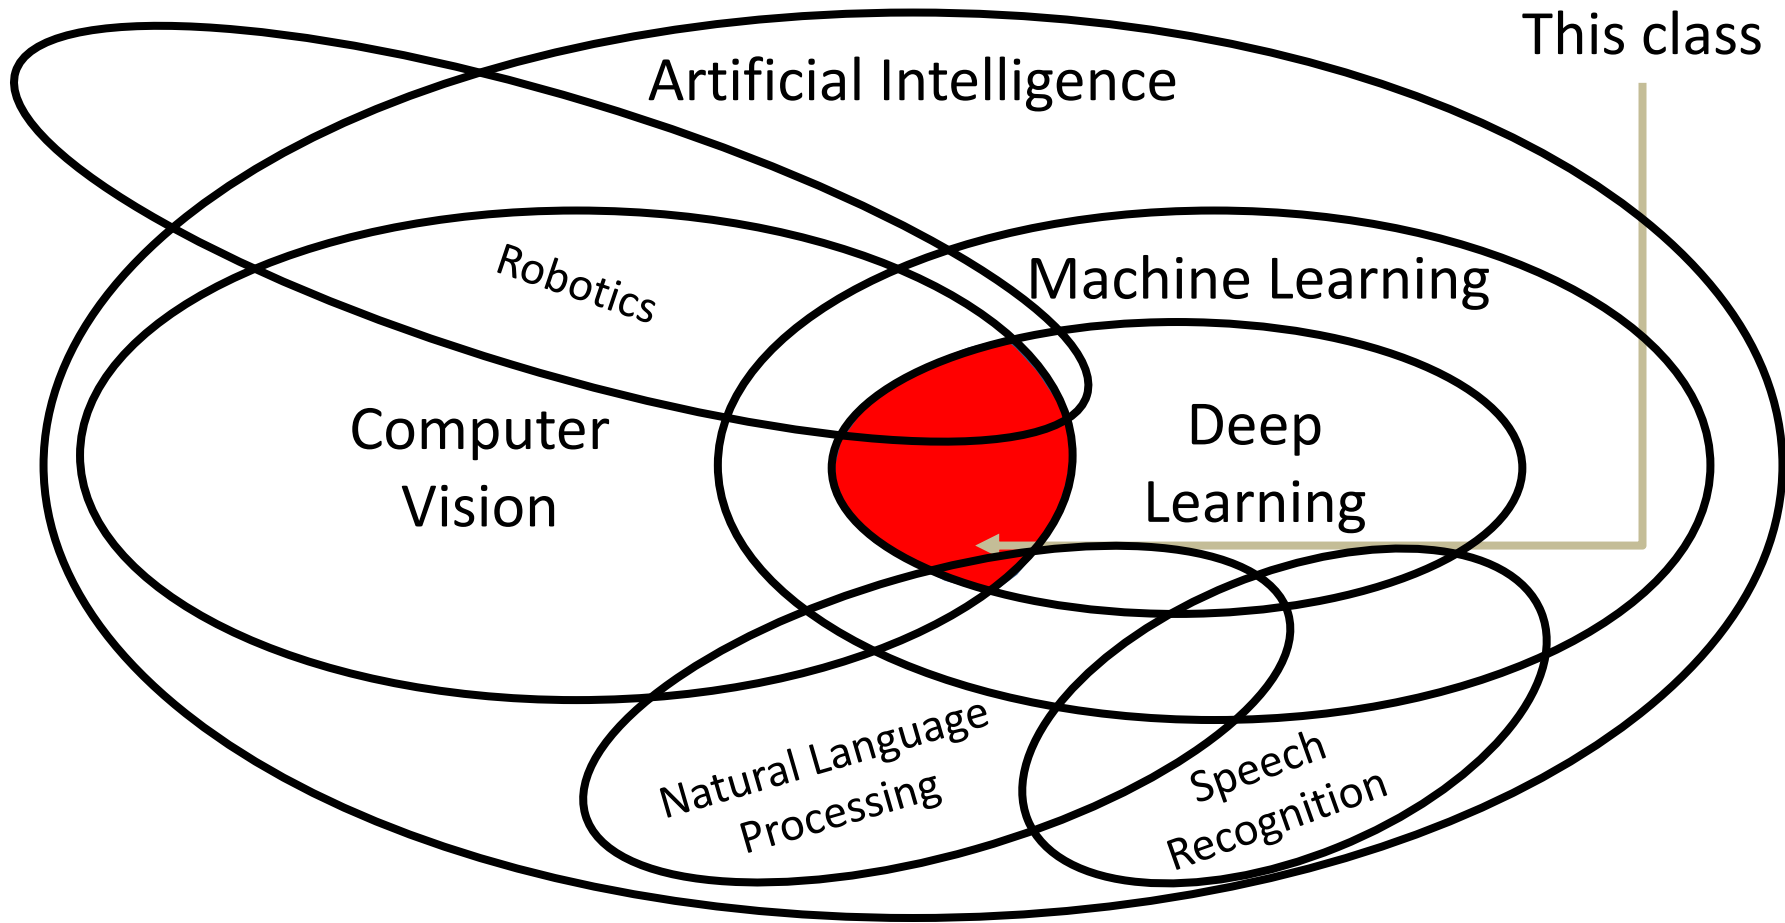 This class
Artificial Intelligence
Robotics
Machine Learning
Computer
Vision
Deep
Learning
Natural Language
Processing
Speech
Recognition